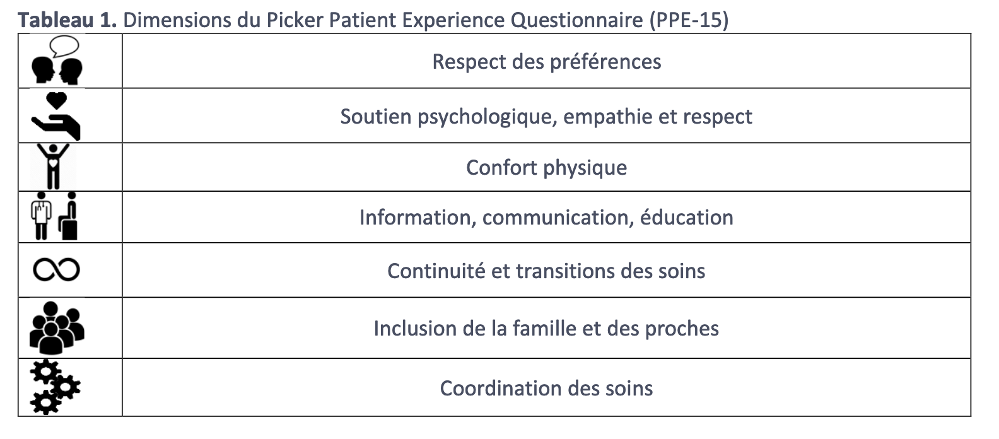 Tableau 1. Dimensions du Picker Patient Experience Questionnaire (PPE-15)
Respect des préférences
Soutien psychologique, empathie et respect
Confort physique
Information, communication, éducation
Continuité et transitions des soins
Inclusion de la famille et des proches
Coordination des soins